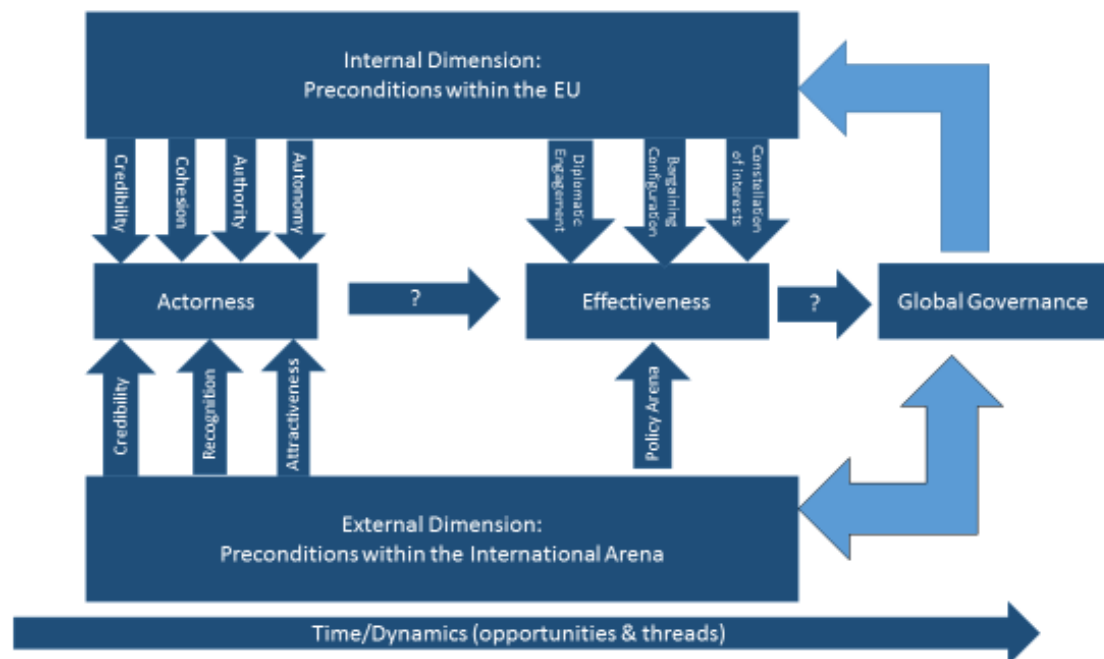 Internal Dimension:
Preconditions within the EU
Credibility
Cohesion
Authority
Autonomy
Diplomatic
Engagement
Bargaining
Configuration
Constellation
of interests
Actorness
?
Effectiveness
?
Global Governance
Credibility
Recognition
Attractiveness
Policy Arena
External Dimension:
Preconditions within the International Arena
Time/Dynamics (opportunities & threads)